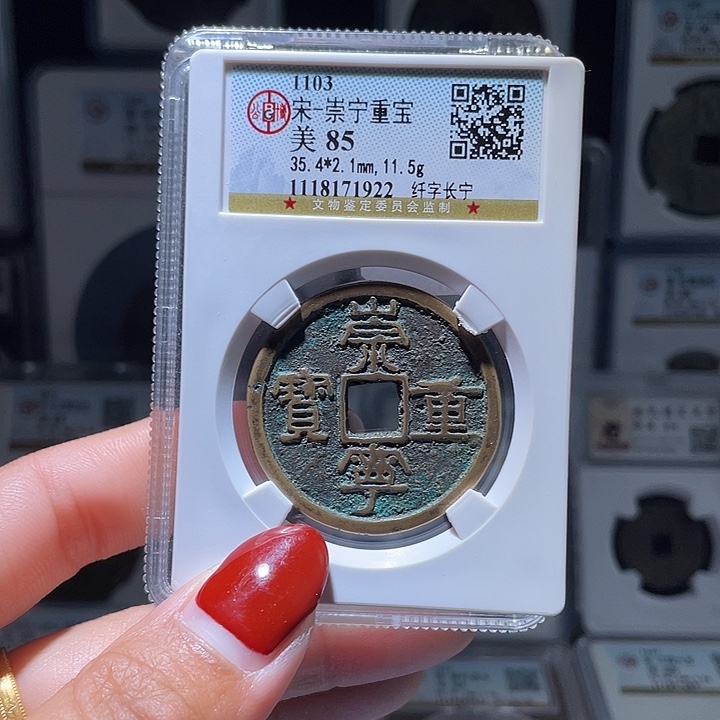 1103
宋-崇宁重宝
美 85
35.4*2.1mm,11.5g
1118171922 纤字长宁
★ 文物鉴定委员会监制 ★
崇
寶 重
寧